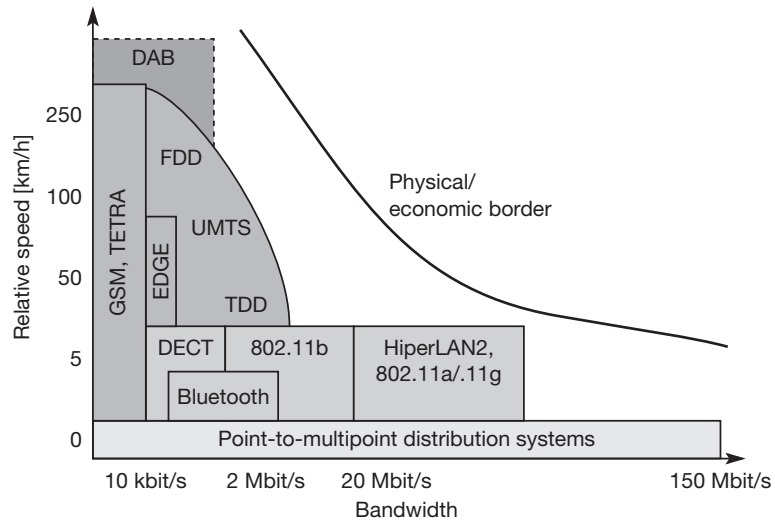 DAB
250
FDD
Physical/
economic border
100
Relative speed [km/h]
GSM, TETRA
EDGE
UMTS
50
TDD
DECT
802.11b
HiperLAN2,
802.11a/.11g
5
Bluetooth
0
Point-to-multipoint distribution systems
10 kbit/s
2 Mbit/s
20 Mbit/s
150 Mbit/s
Bandwidth